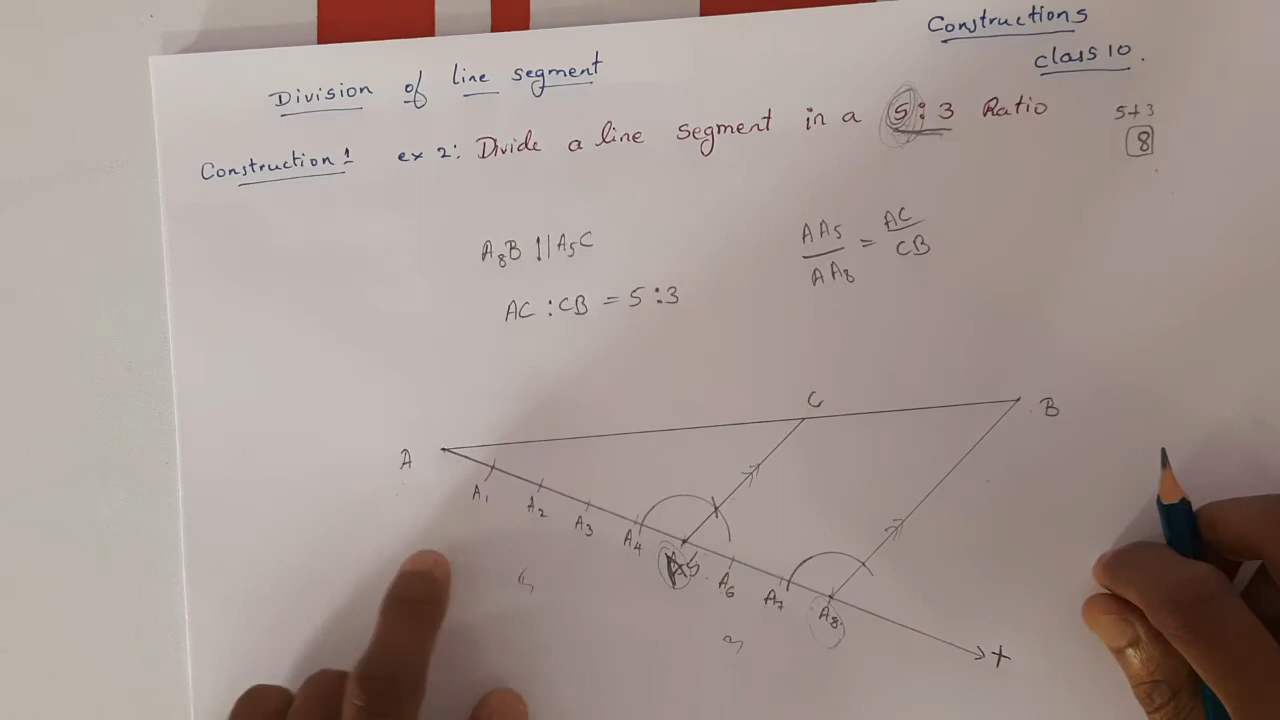 Constructions
class 10.
Division of line segment
Construction 1 ex 2: Divide a line segment in a 5:3 Ratio
5+3
8
A₈B || A₅C
AA₅/AA₈ = AC/CB
AC : CB = 5 : 3
C
B
A
A₁
A₂
A₃
A₄
A₅
A₆
A₇
A₈
X